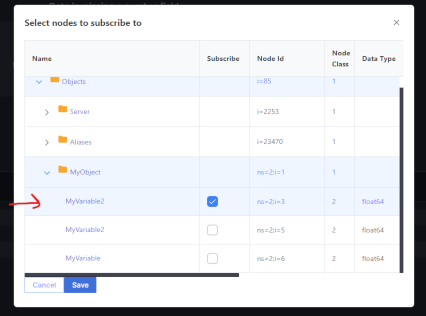 Select nodes to subscribe to
Name Subscribe Node Id Node Class Data Type
Objects i=85 1
Server i=2253 1
Aliases i=23470 1
MyObject ns=2;i=1 1
MyVariable2 ns=2;i=3 2 float64
MyVariable2 ns=2;i=5 2 float64
MyVariable ns=2;i=6 2 float64
Cancel Save